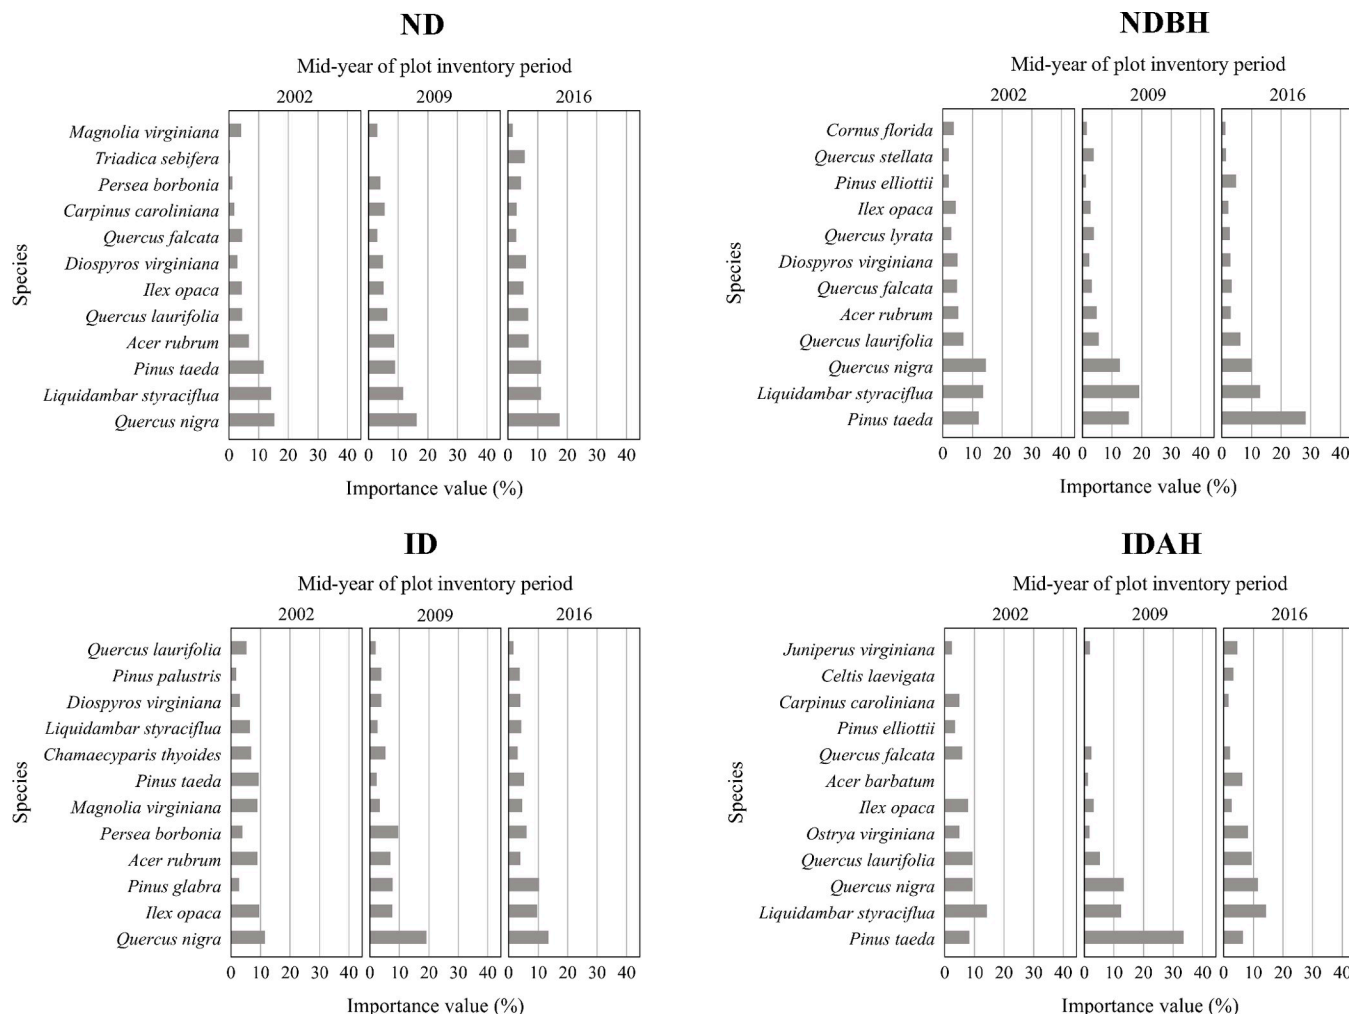 ND
Mid-year of plot inventory period
2002 2009 2016
Species
Magnolia virginiana
Triadica sebifera
Persea borbonia
Carpinus caroliniana
Quercus falcata
Diospyros virginiana
Ilex opaca
Quercus laurifolia
Acer rubrum
Pinus taeda
Liquidambar styraciflua
Quercus nigra
0 10 20 30 40 0 10 20 30 40 0 10 20 30 40
Importance value (%)
NDBH
Mid-year of plot inventory period
2002 2009 2016
Species
Cornus florida
Quercus stellata
Pinus elliottii
Ilex opaca
Quercus lyrata
Diospyros virginiana
Quercus falcata
Acer rubrum
Quercus laurifolia
Quercus nigra
Liquidambar styraciflua
Pinus taeda
0 10 20 30 40 0 10 20 30 40 0 10 20 30 40
Importance value (%)
ID
Mid-year of plot inventory period
2002 2009 2016
Species
Quercus laurifolia
Pinus palustris
Diospyros virginiana
Liquidambar styraciflua
Chamaecyparis thyoides
Pinus taeda
Magnolia virginiana
Persea borbonia
Acer rubrum
Pinus glabra
Ilex opaca
Quercus nigra
0 10 20 30 40 0 10 20 30 40 0 10 20 30 40
Importance value (%)
IDAH
Mid-year of plot inventory period
2002 2009 2016
Species
Juniperus virginiana
Celtis laevigata
Carpinus caroliniana
Pinus elliottii
Quercus falcata
Acer barbatum
Ilex opaca
Ostrya virginiana
Quercus laurifolia
Quercus nigra
Liquidambar styraciflua
Pinus taeda
0 10 20 30 40 0 10 20 30 40 0 10 20 30 40
Importance value (%)